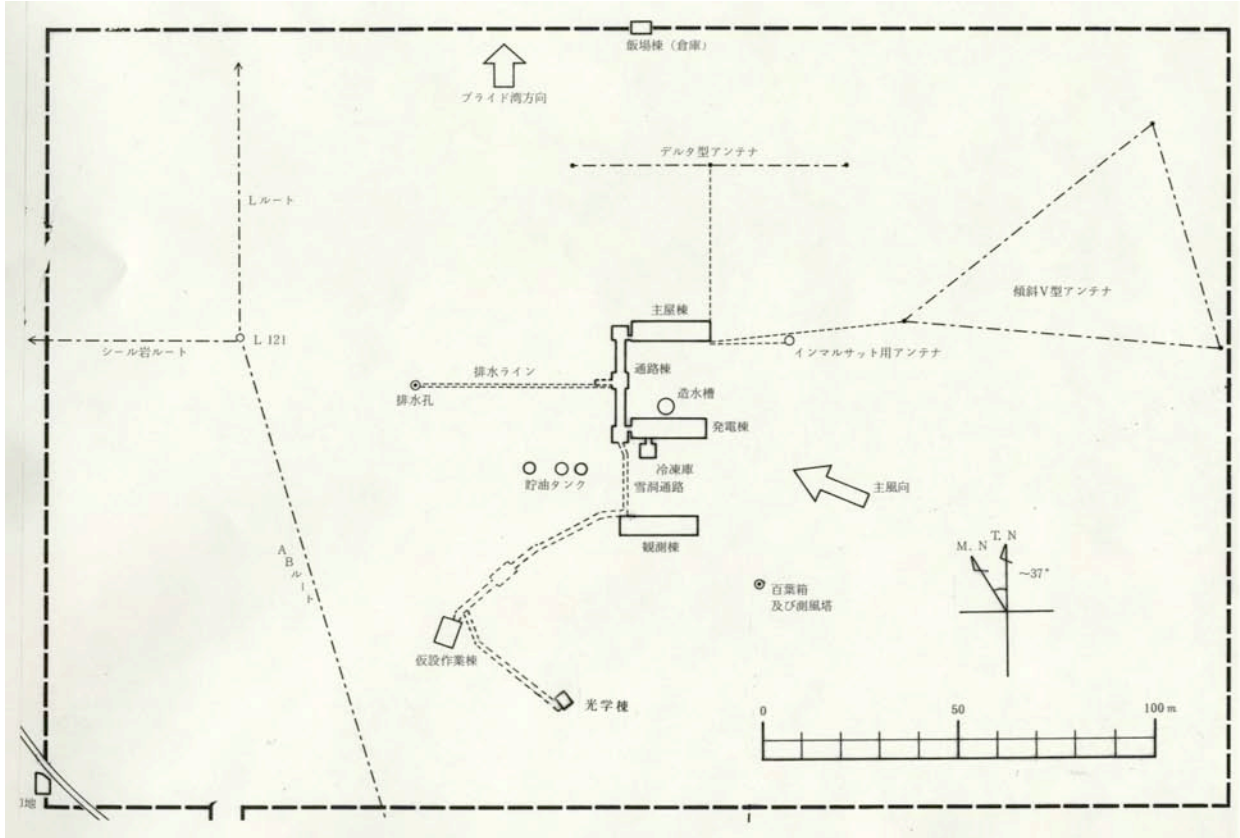 飯場棟（倉庫）
プライド湾方向
デルタ型アンテナ
Lルート
傾斜V型アンテナ
主屋棟
シール岩ルート
L 121
インマルサット用アンテナ
排水ライン
通路棟
排水孔
造水槽
発電棟
冷凍庫
貯油タンク
雪洞通路
主風向
観測棟
ABルート
M. N
T. N
~37°
百葉箱
及び測風塔
仮設作業棟
光学棟
0
50
100 m
地